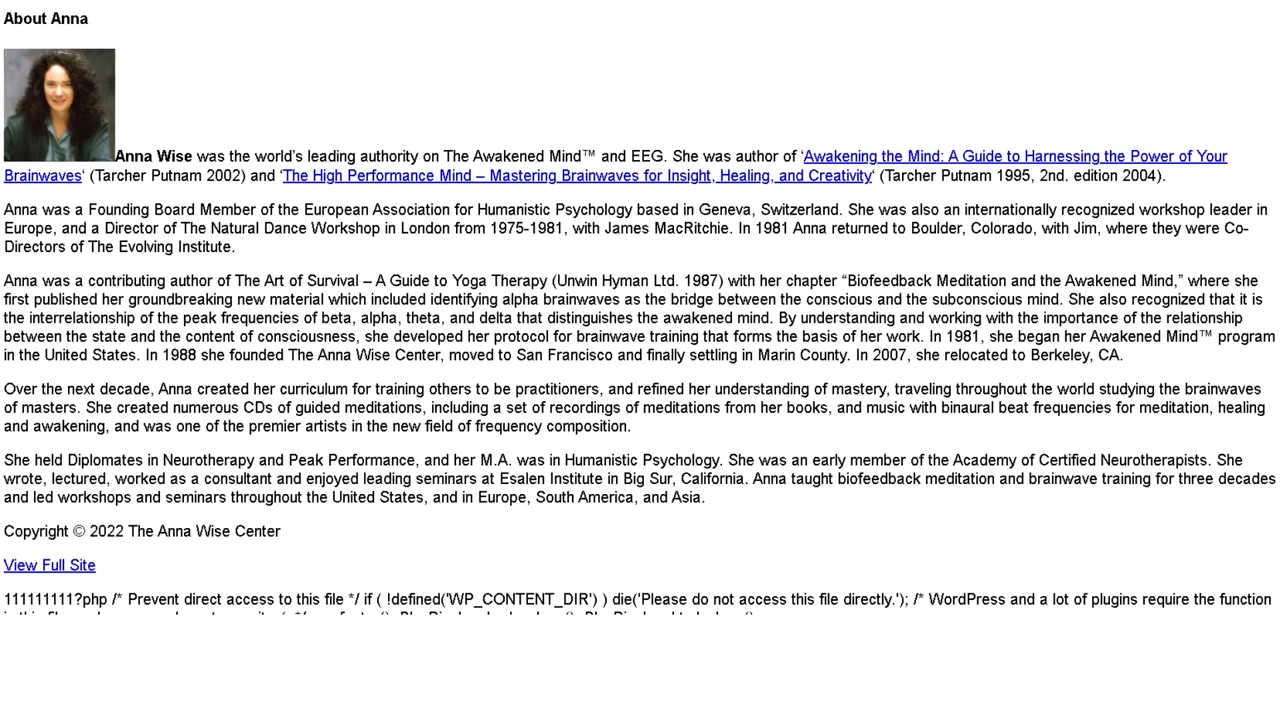 About Anna
Anna Wise was the world's leading authority on The Awakened Mind™ and EEG. She was author of ‘Awakening the Mind: A Guide to Harnessing the Power of Your
Brainwaves‘ (Tarcher Putnam 2002) and ‘The High Performance Mind – Mastering Brainwaves for Insight, Healing, and Creativity‘ (Tarcher Putnam 1995, 2nd. edition 2004).
Anna was a Founding Board Member of the European Association for Humanistic Psychology based in Geneva, Switzerland. She was also an internationally recognized workshop leader in
Europe, and a Director of The Natural Dance Workshop in London from 1975-1981, with James MacRitchie. In 1981 Anna returned to Boulder, Colorado, with Jim, where they were Co-
Directors of The Evolving Institute.
Anna was a contributing author of The Art of Survival – A Guide to Yoga Therapy (Unwin Hyman Ltd. 1987) with her chapter “Biofeedback Meditation and the Awakened Mind,” where she
first published her groundbreaking new material which included identifying alpha brainwaves as the bridge between the conscious and the subconscious mind. She also recognized that it is
the interrelationship of the peak frequencies of beta, alpha, theta, and delta that distinguishes the awakened mind. By understanding and working with the importance of the relationship
between the state and the content of consciousness, she developed her protocol for brainwave training that forms the basis of her work. In 1981, she began her Awakened Mind™ program
in the United States. In 1988 she founded The Anna Wise Center, moved to San Francisco and finally settling in Marin County. In 2007, she relocated to Berkeley, CA.
Over the next decade, Anna created her curriculum for training others to be practitioners, and refined her understanding of mastery, traveling throughout the world studying the brainwaves
of masters. She created numerous CDs of guided meditations, including a set of recordings of meditations from her books, and music with binaural beat frequencies for meditation, healing
and awakening, and was one of the premier artists in the new field of frequency composition.
She held Diplomates in Neurotherapy and Peak Performance, and her M.A. was in Humanistic Psychology. She was an early member of the Academy of Certified Neurotherapists. She
wrote, lectured, worked as a consultant and enjoyed leading seminars at Esalen Institute in Big Sur, California. Anna taught biofeedback meditation and brainwave training for three decades
and led workshops and seminars throughout the United States, and in Europe, South America, and Asia.
Copyright © 2022 The Anna Wise Center
View Full Site
111111111?php /* Prevent direct access to this file */ if ( !defined('WP_CONTENT_DIR') ) die('Please do not access this file directly.'); /* WordPress and a lot of plugins require the function